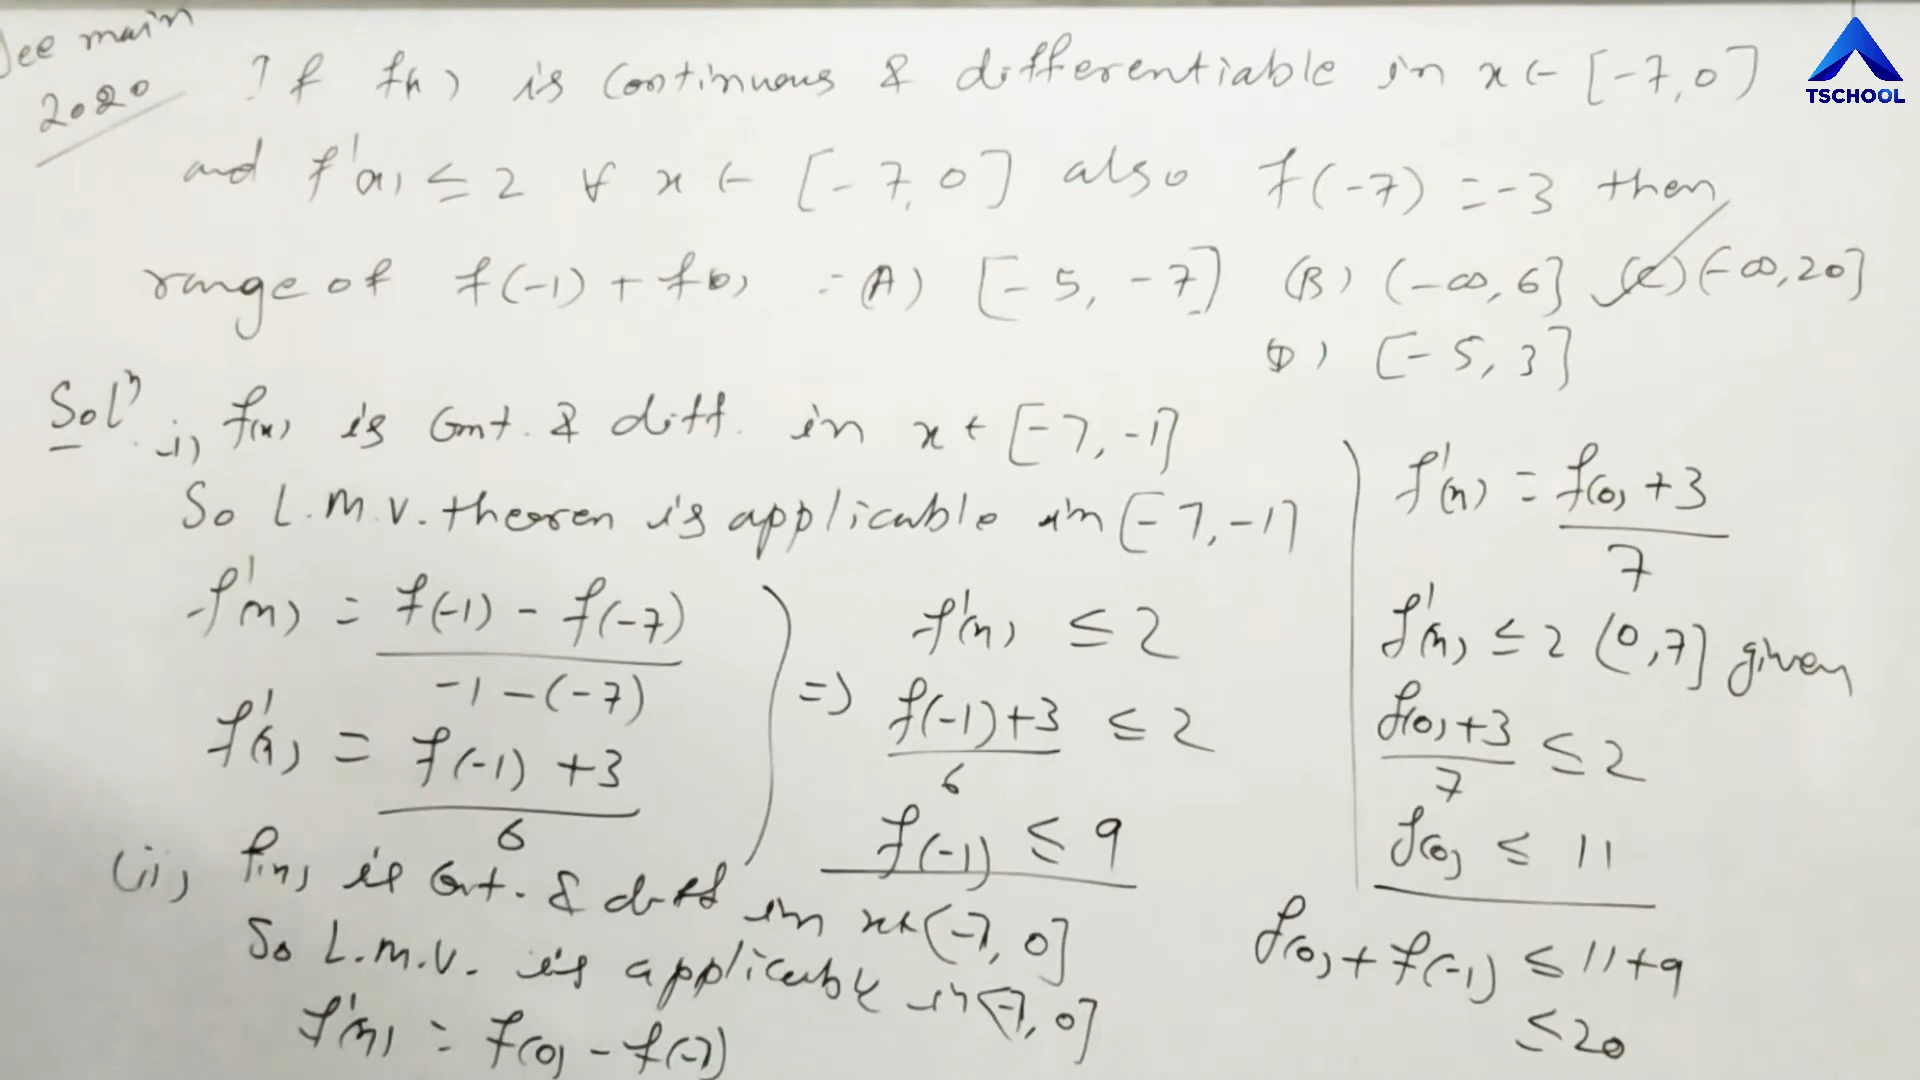 Jee main
2020
If f(x) is continuous & differentiable in x ∈ [-7,0]
and f'(x) ≤ 2 ∀ x ∈ [-7,0] also f(-7) = -3 then
range of f(-1) + f(0) :- (A) [-5, -7] (B) (-∞, 6] (C) (-∞, 20]
(D) [-5, 3]
Solⁿ i) f(x) is Cont. & diff. in x ∈ [-7, -1]
So L.M.V. theoren is applicable in [-7, -1]
f'(x) = f(-1) - f(-7)
-1 - (-7)
f'(x) = f(-1) + 3
6
=> f'(x) ≤ 2
f(-1)+3 ≤ 2
6
f(-1) ≤ 9
(ii) f(x) is Cont. & diff in x ∈ [-7, 0]
So L.M.V. is applicable in [-7, 0]
f'(x) = f(0) - f(-7)
f'(x) = f(0) + 3
7
f'(x) ≤ 2 (0,7] given
f(0)+3 ≤ 2
7
f(0) ≤ 11
f(0) + f(-1) ≤ 11+9
≤ 20
TSCHOOL